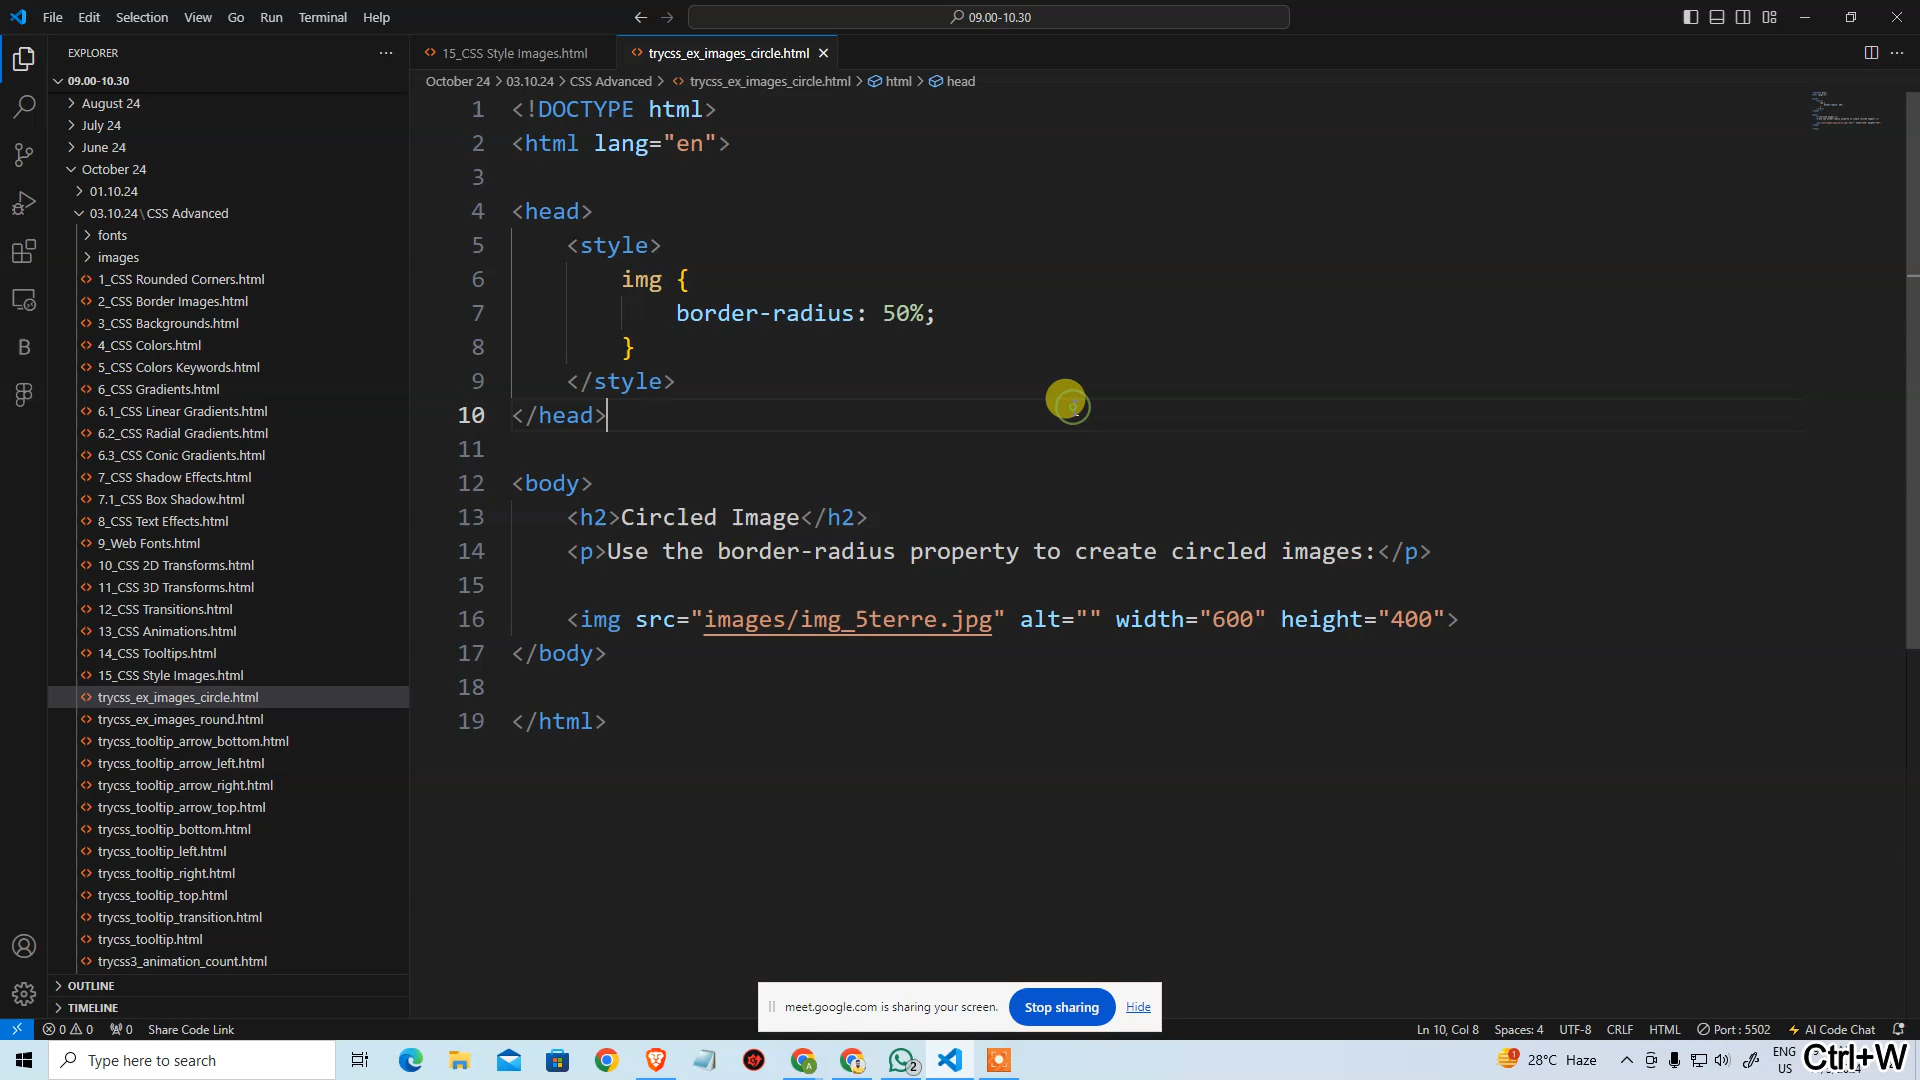 File Edit Selection View Go Run Terminal Help
09.00-10.30
EXPLORER
15_CSS Style Images.html
trycss_ex_images_circle.html
09.00-10.30
October 24 > 03.10.24 > CSS Advanced > trycss_ex_images_circle.html > html > head
August 24
July 24
June 24
October 24
01.10.24
03.10.24\CSS Advanced
fonts
images
1_CSS Rounded Corners.html
2_CSS Border Images.html
3_CSS Backgrounds.html
4_CSS Colors.html
5_CSS Colors Keywords.html
6_CSS Gradients.html
6.1_CSS Linear Gradients.html
6.2_CSS Radial Gradients.html
6.3_CSS Conic Gradients.html
7_CSS Shadow Effects.html
7.1_CSS Box Shadow.html
8_CSS Text Effects.html
9_Web Fonts.html
10_CSS 2D Transforms.html
11_CSS 3D Transforms.html
12_CSS Transitions.html
13_CSS Animations.html
14_CSS Tooltips.html
15_CSS Style Images.html
trycss_ex_images_circle.html
trycss_ex_images_round.html
trycss_tooltip_arrow_bottom.html
trycss_tooltip_arrow_left.html
trycss_tooltip_arrow_right.html
trycss_tooltip_arrow_top.html
trycss_tooltip_bottom.html
trycss_tooltip_left.html
trycss_tooltip_right.html
trycss_tooltip_top.html
trycss_tooltip_transition.html
trycss_tooltip.html
trycss3_animation_count.html
OUTLINE
TIMELINE
1 <!DOCTYPE html>
2 <html lang="en">
3
4 <head>
5 <style>
6 img {
7 border-radius: 50%;
8 }
9 </style>
10 </head>
11
12 <body>
13 <h2>Circled Image</h2>
14 <p>Use the border-radius property to create circled images:</p>
15
16 <img src="images/img_5terre.jpg" alt="" width="600" height="400">
17 </body>
18
19 </html>
meet.google.com is sharing your screen. Stop sharing Hide
0 0 0 Share Code Link
Ln 10, Col 8 Spaces: 4 UTF-8 CRLF HTML Port : 5502 AI Code Chat
Type here to search
2
1
28°C Haze
ENG
US
Ctrl+W